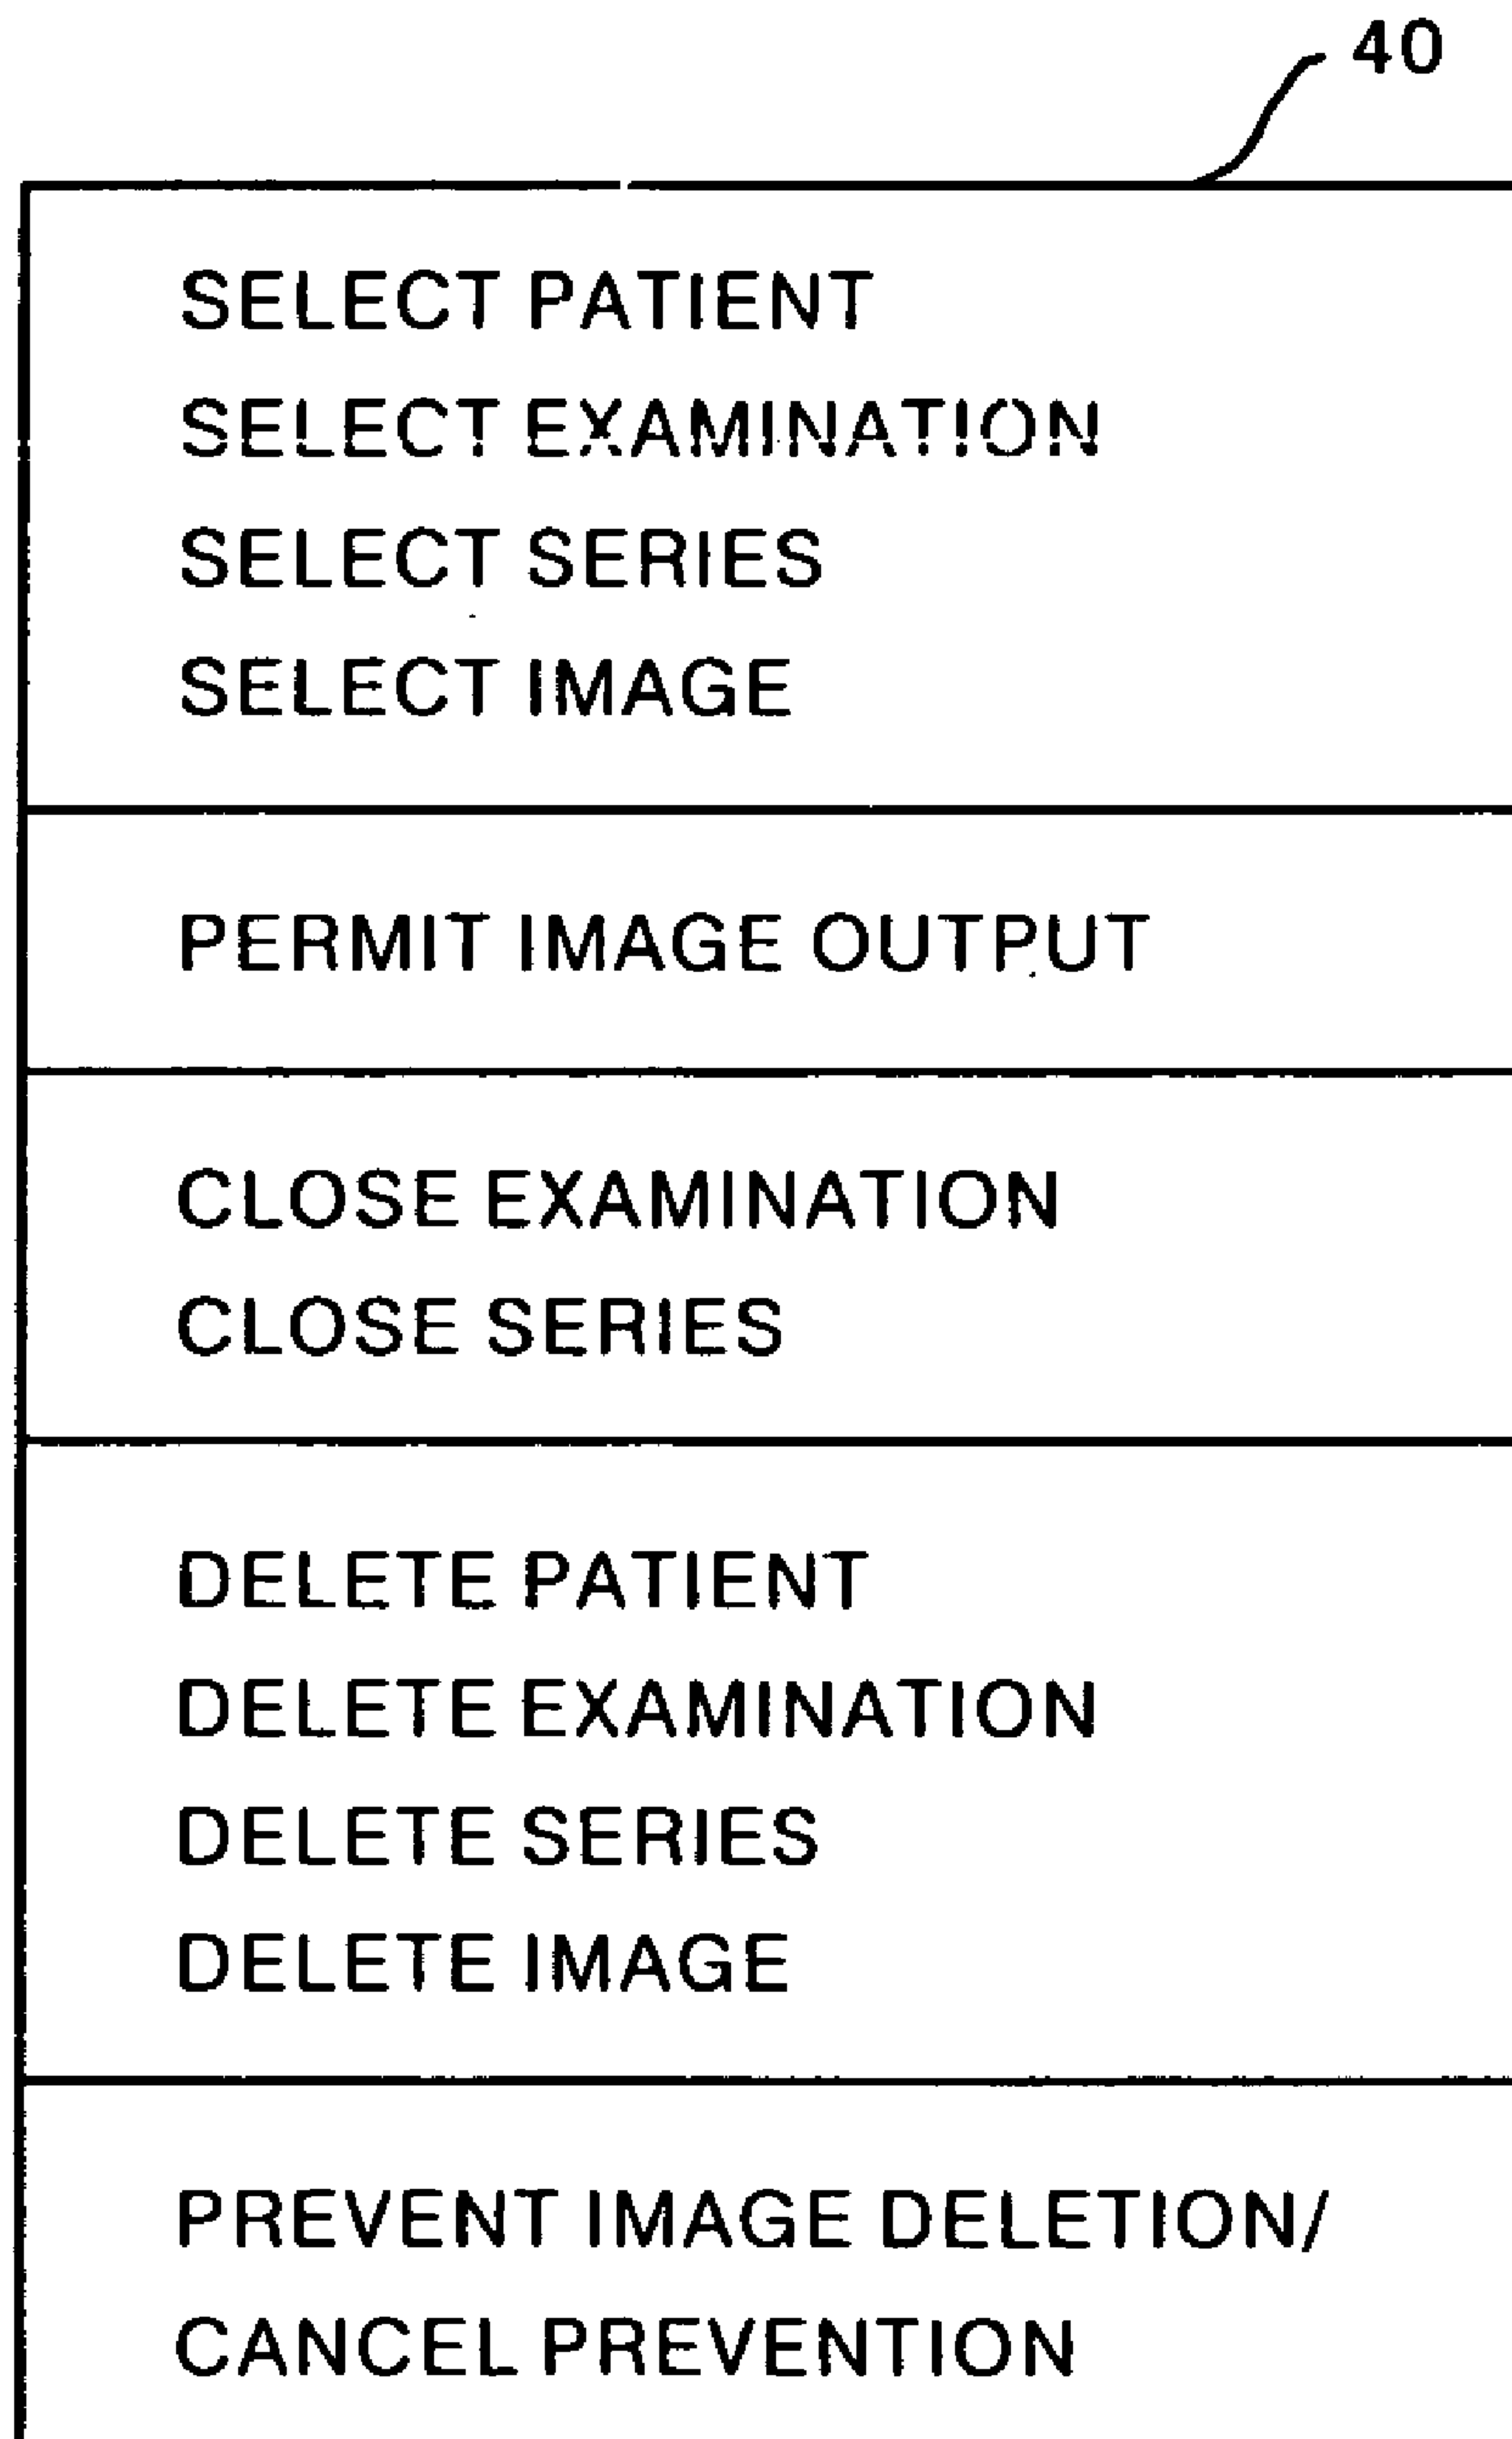 40
SELECT PATIENT
SELECT EXAMINATION
SELECT SERIES
SELECT IMAGE
PERMIT IMAGE OUTPUT
CLOSE EXAMINATION
CLOSE SERIES
DELETE PATIENT
DELETE EXAMINATION
DELETE SERIES
DELETE IMAGE
PREVENT IMAGE DELETION/
CANCEL PREVENTION